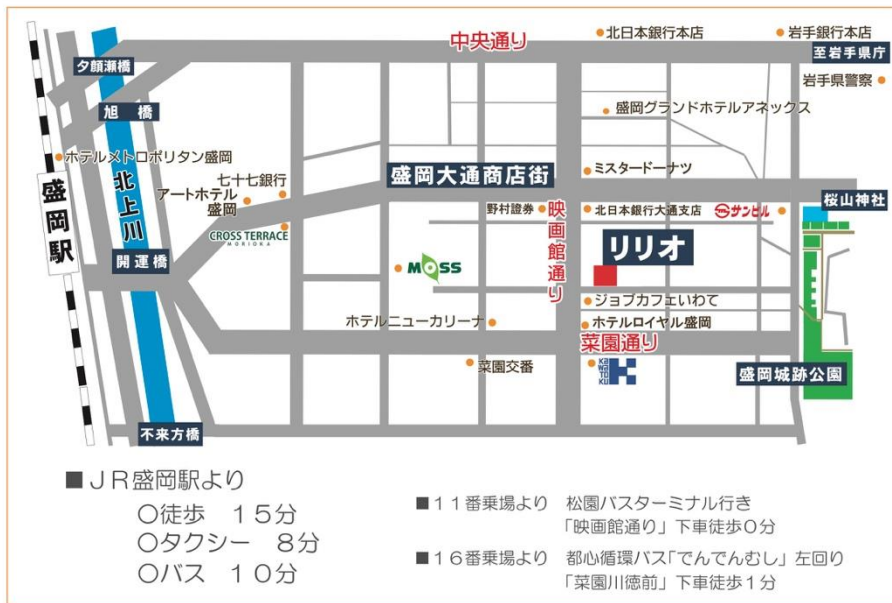 中央通り
北日本銀行本店
岩手銀行本店
至岩手県庁
夕顔瀬橋
岩手県警察
旭　橋
盛岡グランドホテルアネックス
ホテルメトロポリタン盛岡
盛岡駅
北上川
七十七銀行
アートホテル
盛岡
盛岡大通商店街
ミスタードーナツ
桜山神社
野村證券
映画館通り
北日本銀行大通支店
サンビル
CROSS TERRACE
MORIOKA
リリオ
開運橋
MOSS
ジョブカフェいわて
ホテルニューカリーナ
ホテルロイヤル盛岡
菜園通り
菜園交番
KAWATOKU
盛岡城跡公園
不来方橋
■ＪＲ盛岡駅より
○徒歩　１５分
○タクシー　８分
○バス　１０分
■１１番乗場より　松園バスターミナル行き
「映画館通り」下車徒歩０分
■１６番乗場より　都心循環バス｢でんでんむし｣左回り
「菜園川徳前」下車徒歩１分